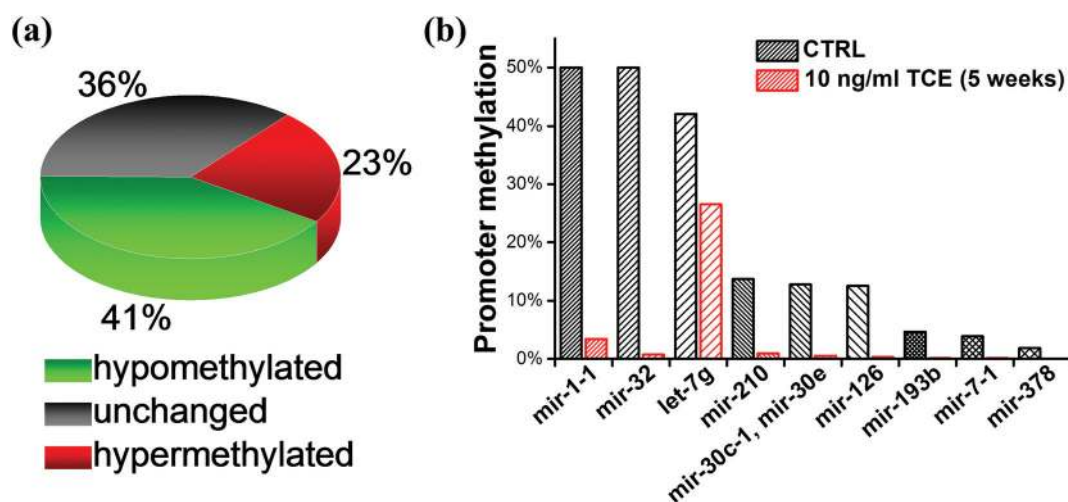 (a)
36%
23%
41%
hypomethylated
unchanged
hypermethylated
(b)
CTRL
10 ng/ml TCE (5 weeks)
Promoter methylation
50%
40%
30%
20%
10%
0%
mir-1-1
mir-32
let-7g
mir-210
mir-30c-1, mir-30e
mir-126
mir-193b
mir-7-1
mir-378